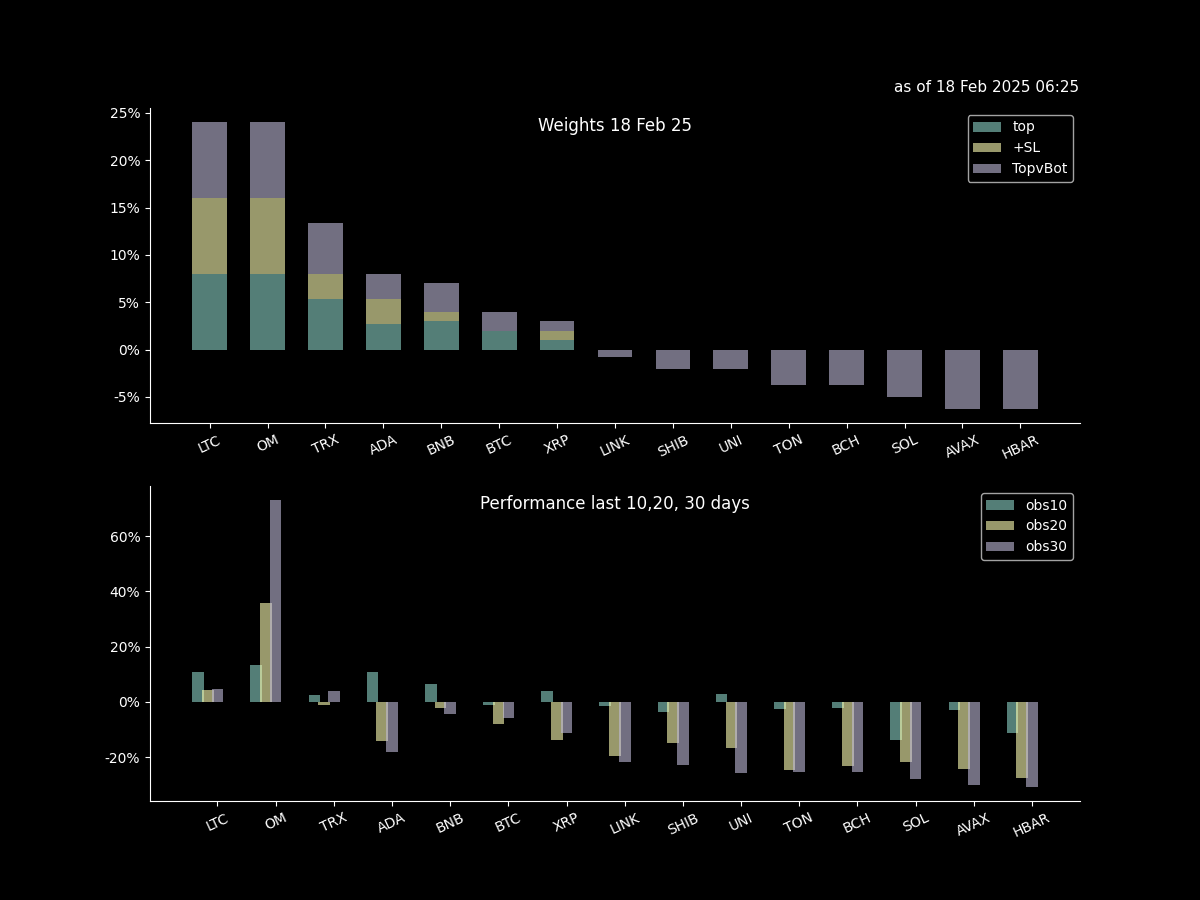 as of 18 Feb 2025 06:25
Weights 18 Feb 25
top
+SL
TopvBot
25%
20%
15%
10%
5%
0%
-5%
LTC OM TRX ADA BNB BTC XRP LINK SHIB UNI TON BCH SOL AVAX HBAR
Performance last 10,20, 30 days
obs10
obs20
obs30
60%
40%
20%
0%
-20%
LTC OM TRX ADA BNB BTC XRP LINK SHIB UNI TON BCH SOL AVAX HBAR